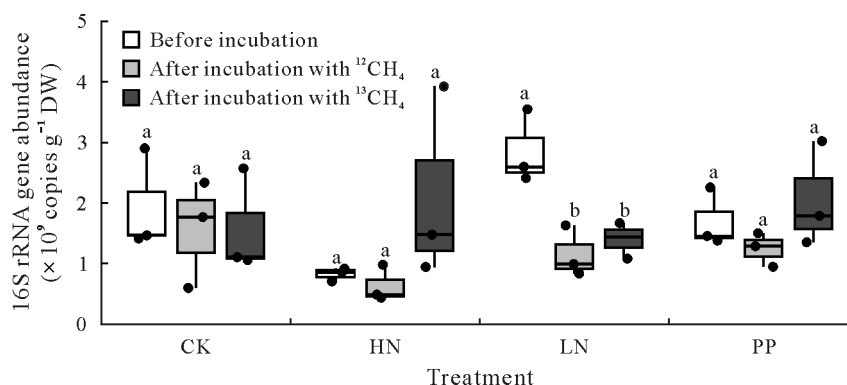 5
4
3
2
1
0
16S rRNA gene abundance
(×10⁹ copies g⁻¹ DW)
Before incubation
After incubation with ¹²CH₄
After incubation with ¹³CH₄
a
a
a
a
a
a
a
b
b
a
a
a
CK
HN
LN
PP
Treatment